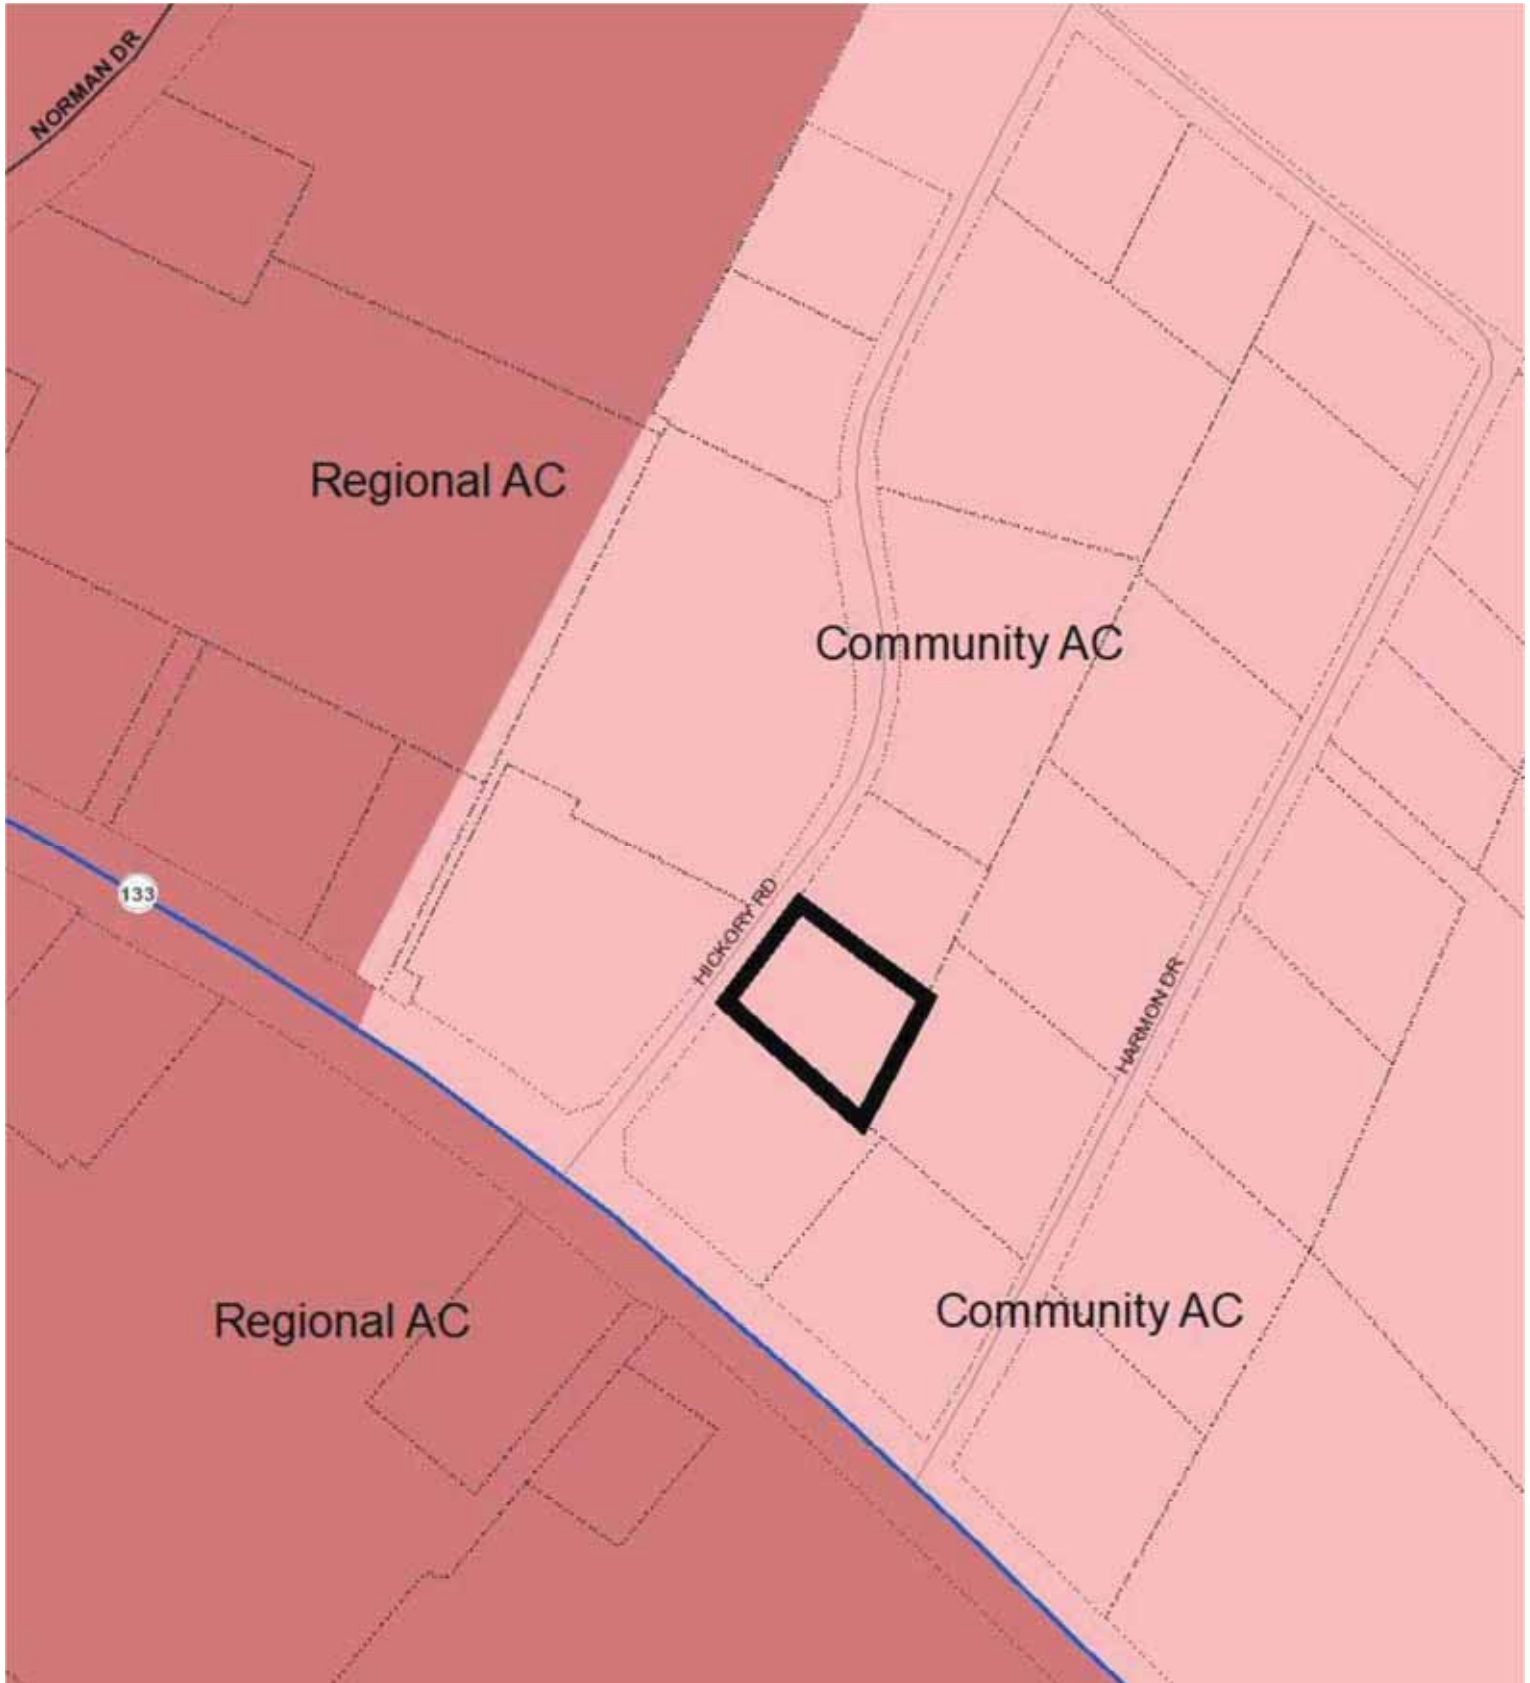 NORMAN DR
Regional AC
Community AC
133
HICKORY RD
HARMON DR
Regional AC
Community AC